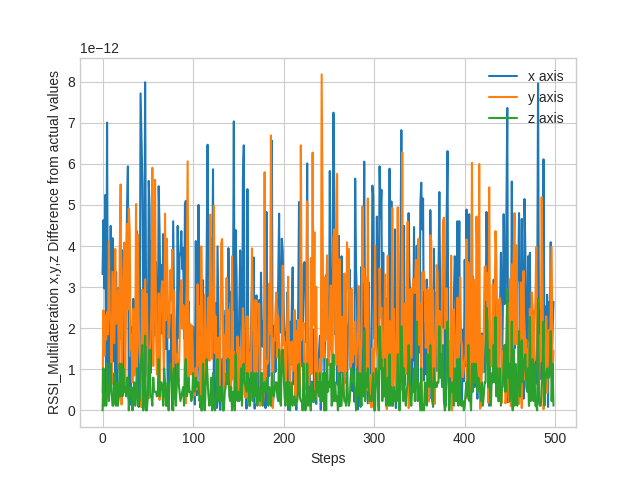 1e−12
8
7
6
5
4
3
2
1
0
RSSI_Multilateration x,y,z Difference from actual values
x axis
y axis
z axis
0 100 200 300 400 500
Steps